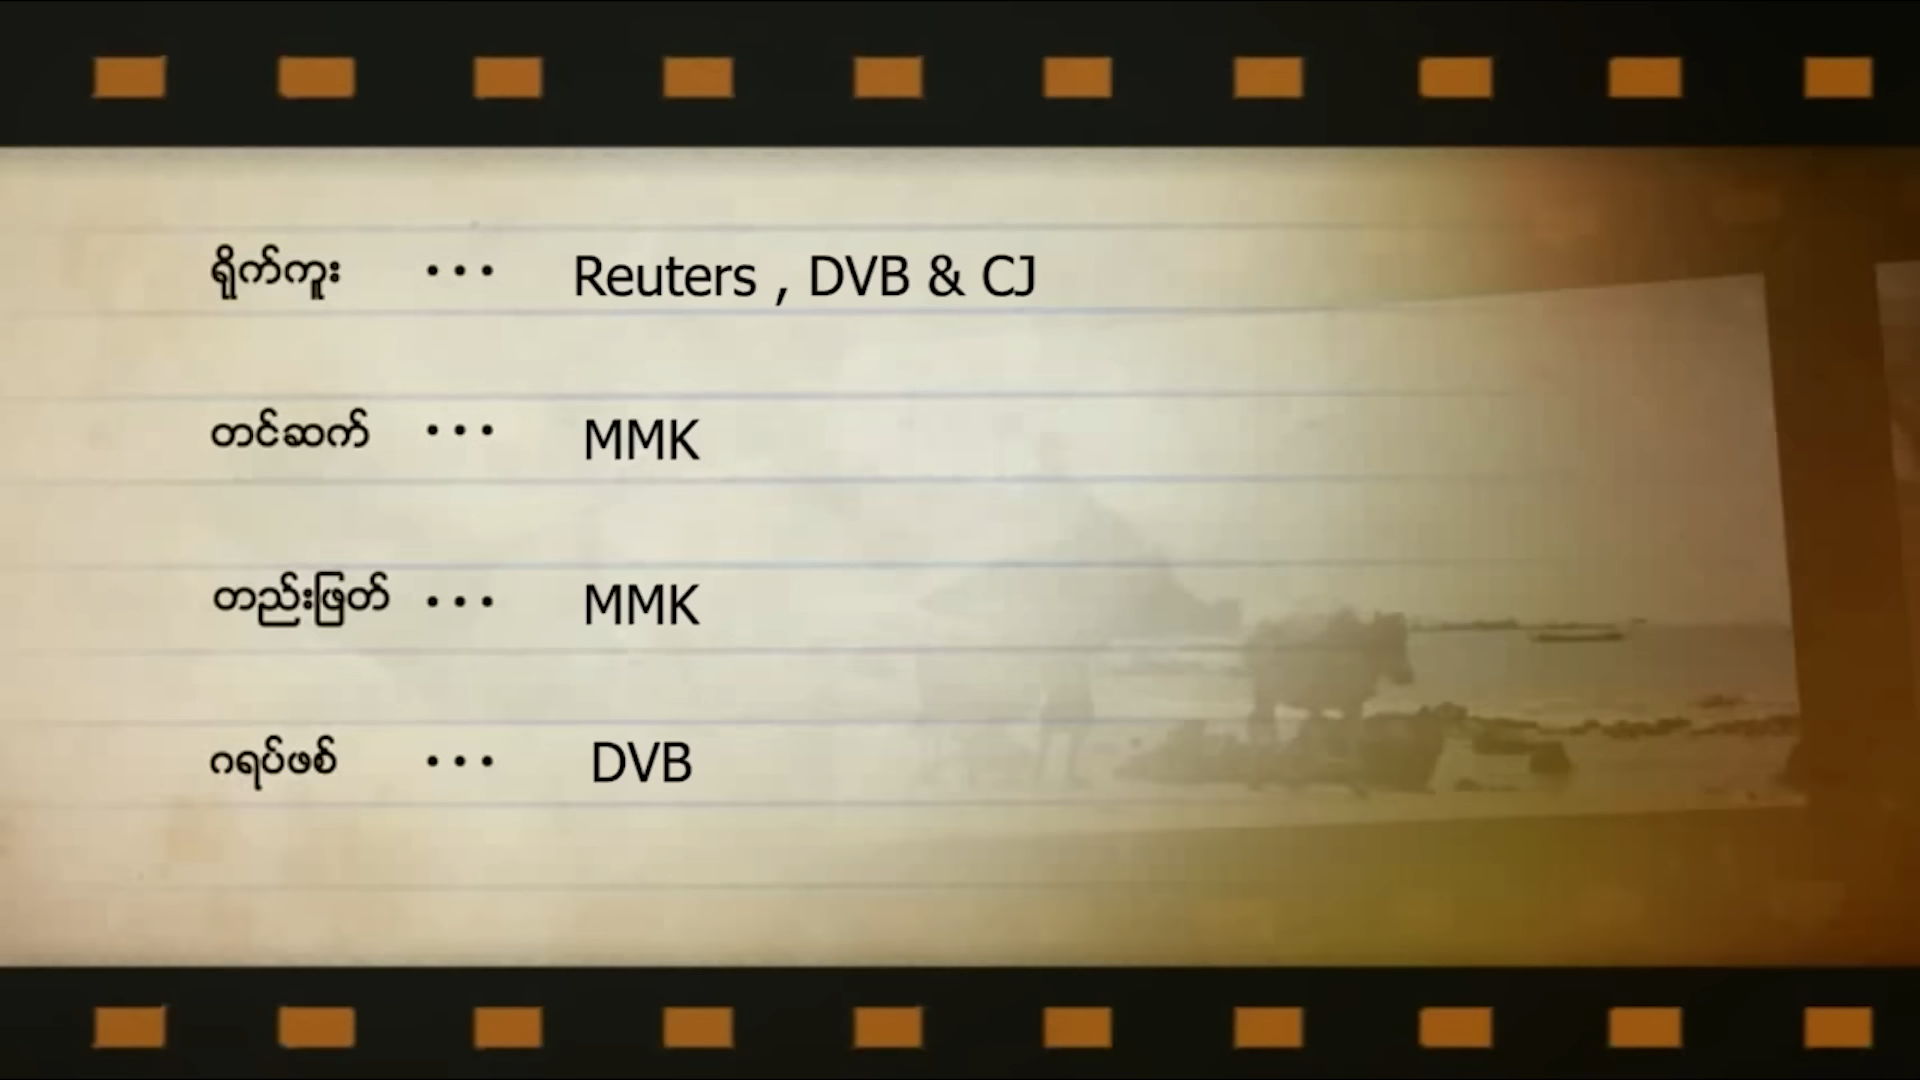 ရိုက်ကူး ... Reuters , DVB & CJ
တင်ဆက် ... MMK
တည်းဖြတ် ... MMK
ဂရပ်ဖစ် ... DVB